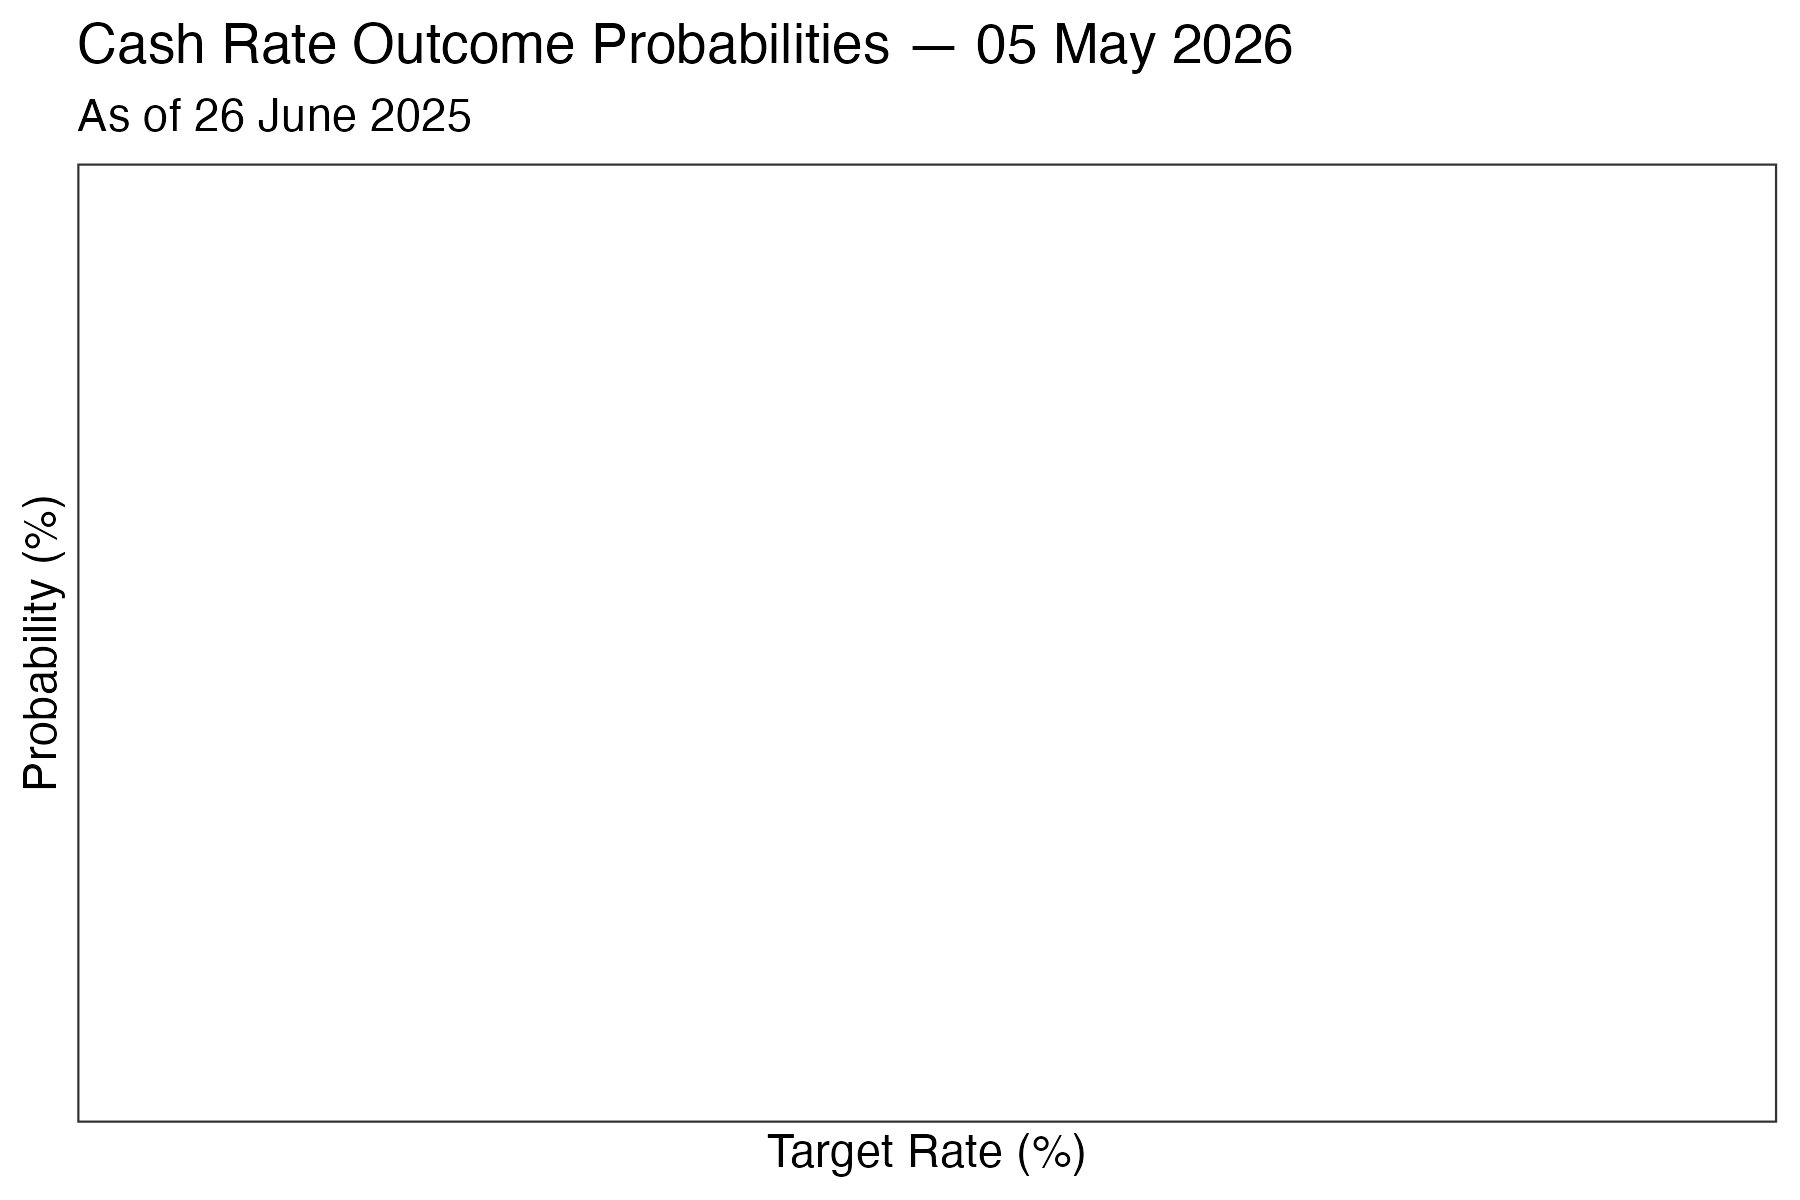 Cash Rate Outcome Probabilities — 05 May 2026
As of 26 June 2025
Probability (%)
Target Rate (%)